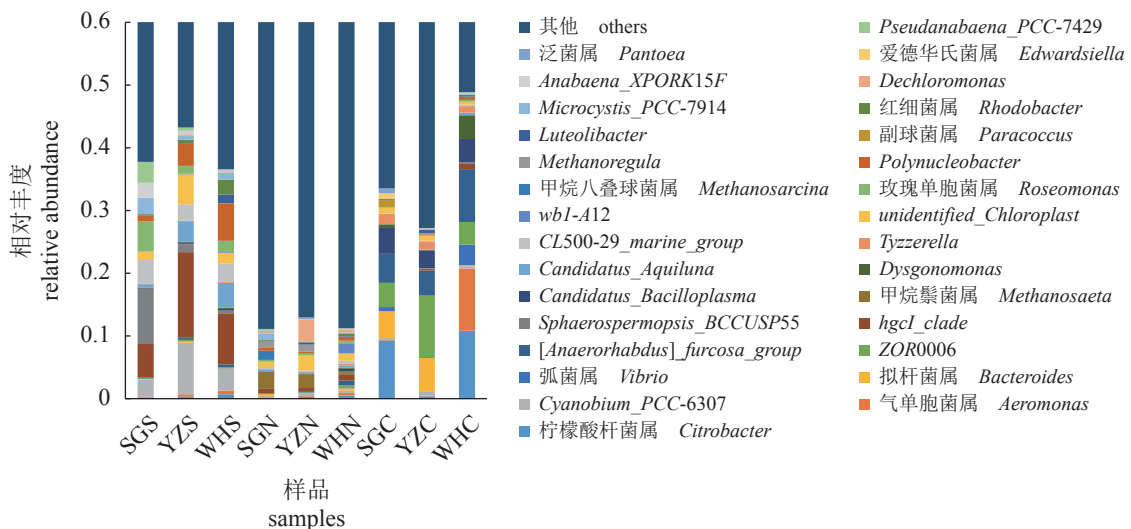 0.6
0.5
0.4
0.3
0.2
0.1
0
相对丰度
relative abundance
SGS
YZS
WHS
SGN
YZN
WHN
SGC
YZC
WHC
样品
samples
其他 others
泛菌属 Pantoea
Anabaena_XPORK15F
Microcystis_PCC-7914
Luteolibacter
Methanoregula
甲烷八叠球菌属 Methanosarcina
wb1-A12
CL500-29_marine_group
Candidatus_Aquiluna
Candidatus_Bacilloplasma
Sphaerospermopsis_BCCUSP55
[Anaerorhabdus]_furcosa_group
弧菌属 Vibrio
Cyanobium_PCC-6307
柠檬酸杆菌属 Citrobacter
Pseudanabaena_PCC-7429
爱德华氏菌属 Edwardsiella
Dechloromonas
红细菌属 Rhodobacter
副球菌属 Paracoccus
Polynucleobacter
玫瑰单胞菌属 Roseomonas
unidentified_Chloroplast
Tyzzerella
Dysgonomonas
甲烷鬃菌属 Methanosaeta
hgcI_clade
ZOR0006
拟杆菌属 Bacteroides
气单胞菌属 Aeromonas